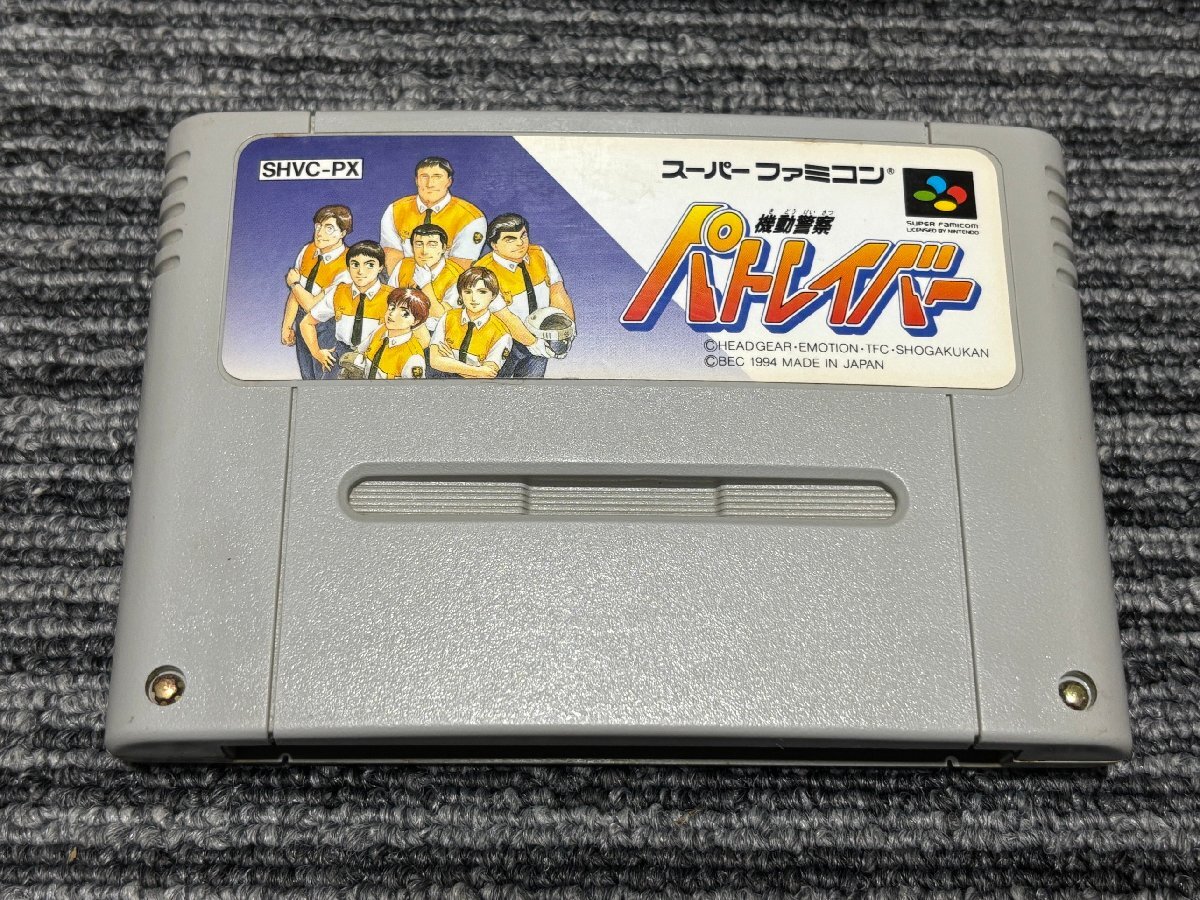 SHVC-PX
スーパーファミコン®
SUPER FAMICOM
LICENSED BY NINTENDO
きどうけいさつ
機動警察
パトレイバー
©HEADGEAR・EMOTION・TFC・SHOGAKUKAN
©BEC 1994 MADE IN JAPAN